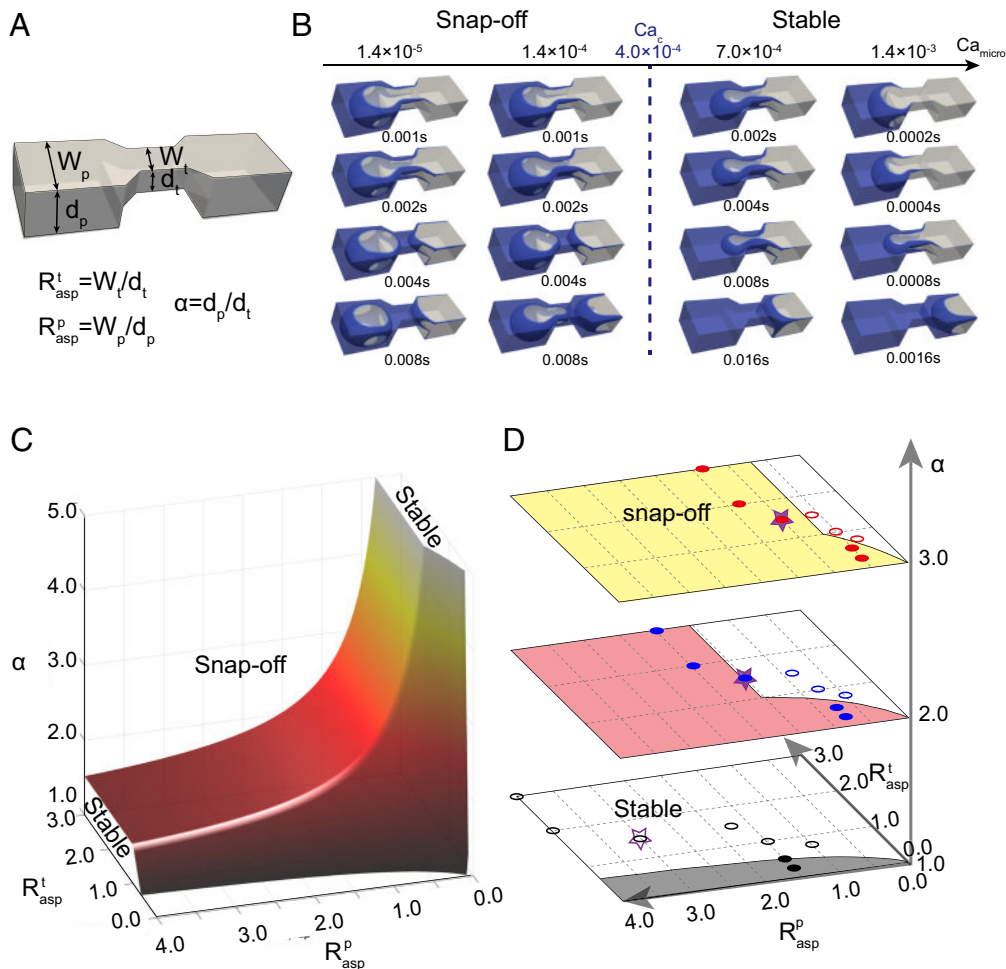 A
W_p
d_p
W_t
d_t
R^t_asp=W_t/d_t
α=d_p/d_t
R^p_asp=W_p/d_p
B
Snap-off
Stable
1.4×10⁻⁵
1.4×10⁻⁴
Ca_c
4.0×10⁻⁴
7.0×10⁻⁴
1.4×10⁻³
Ca_micro
0.001s
0.001s
0.002s
0.0002s
0.002s
0.002s
0.004s
0.0004s
0.004s
0.004s
0.008s
0.0008s
0.008s
0.008s
0.016s
0.0016s
C
5.0
4.0
3.0
2.0
1.0
α
Snap-off
Stable
Stable
3.0
2.0
1.0
0.0
R^t_asp
4.0
3.0
2.0
1.0
0.0
R^p_asp
D
α
snap-off
3.0
2.0
Stable
3.0
2.0
1.0
0.0
R^t_asp
1.0
4.0
3.0
2.0
1.0
0.0
R^p_asp